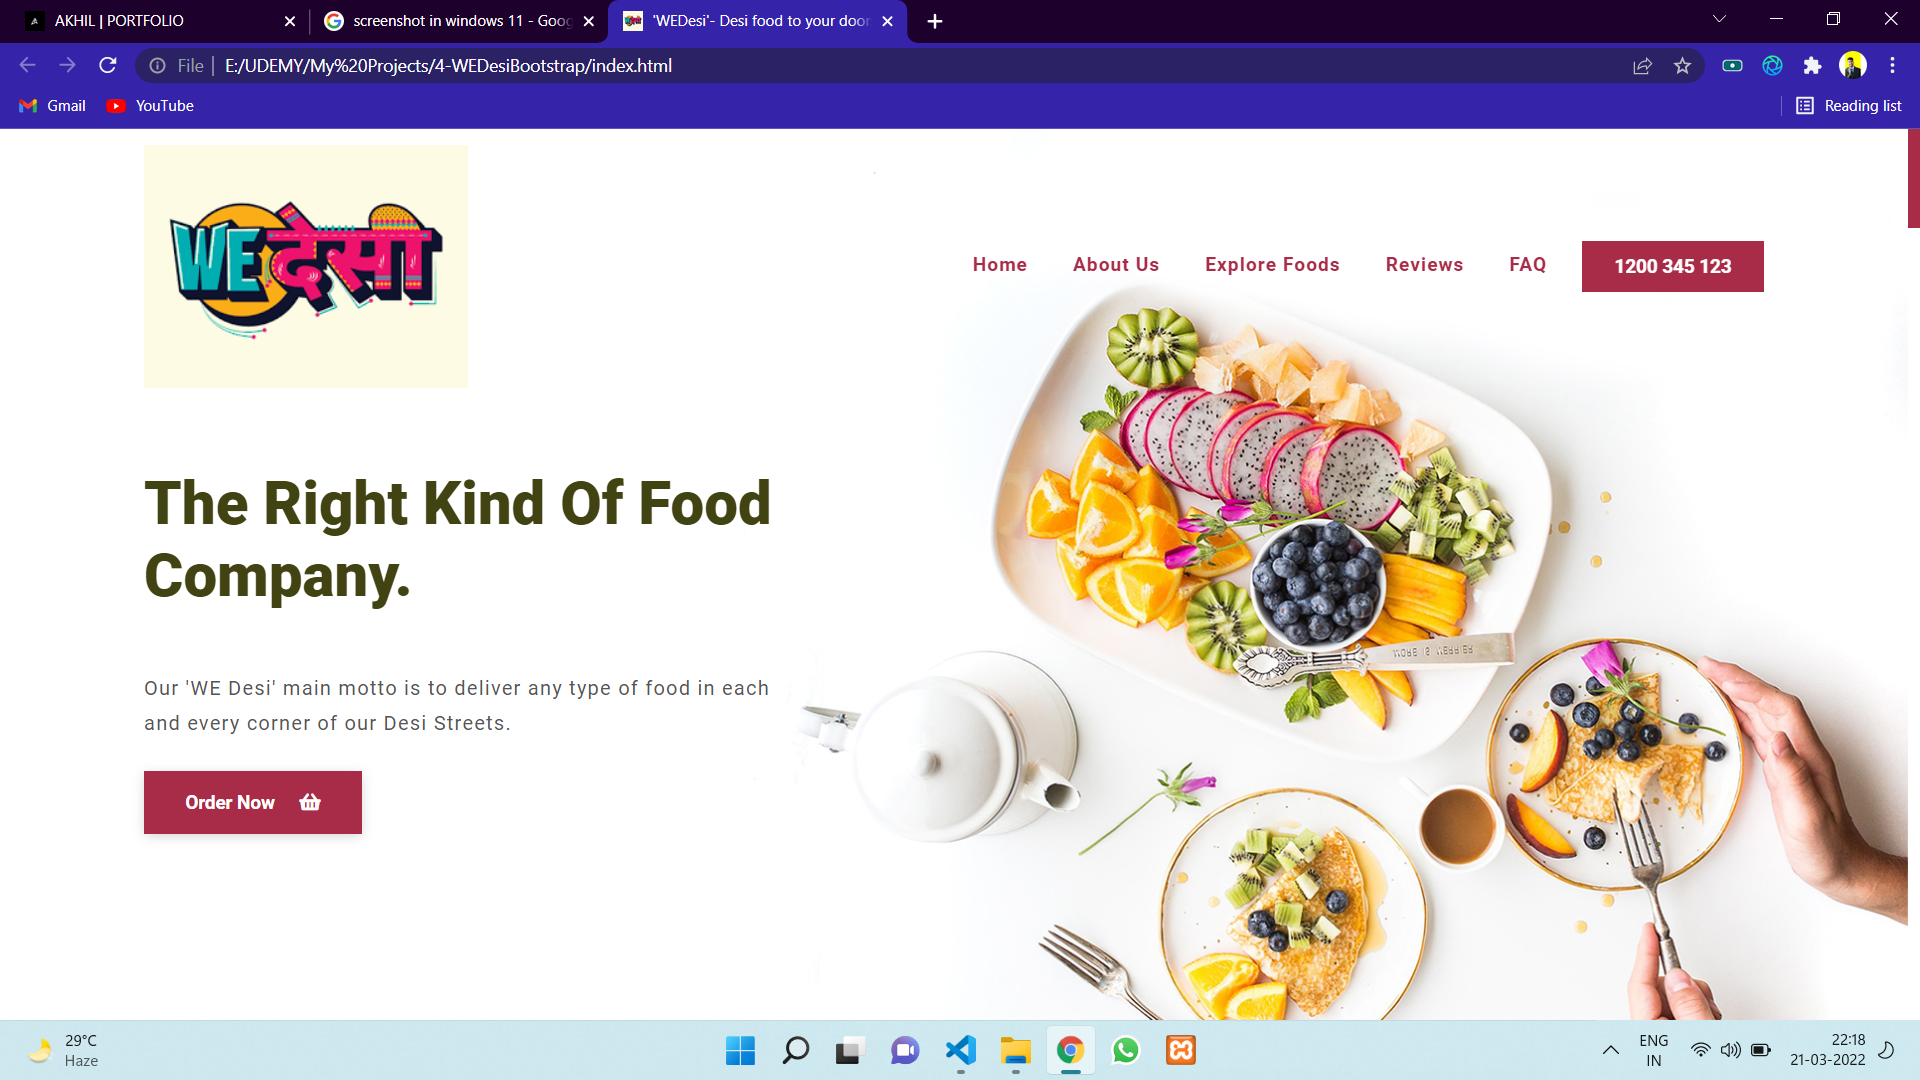 AKHIL | PORTFOLIO
screenshot in windows 11 - Goog
'WEDesi'- Desi food to your door
File
E:/UDEMY/My%20Projects/4-WEDesiBootstrap/index.html
Gmail
YouTube
Reading list
WE देसी
Home
About Us
Explore Foods
Reviews
FAQ
1200 345 123
The Right Kind Of Food
Company.
Our 'WE Desi' main motto is to deliver any type of food in each
and every corner of our Desi Streets.
Order Now
29°C
Haze
ENG
IN
22:18
21-03-2022